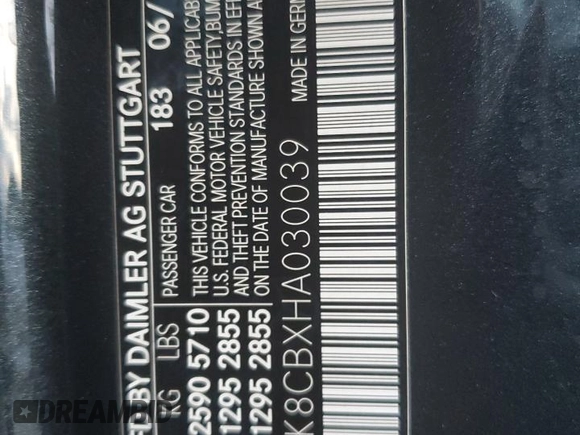 BY DAIMLER AG STUTTGART
KG LBS PASSENGER CAR 183 06/
2590 5710 THIS VEHICLE CONFORMS TO ALL APPLICABL
1295 2855 U.S. FEDERAL MOTOR VEHICLE SAFETY, BUM
AND THEFT PREVENTION STANDARDS IN EFF
1295 2855 ON THE DATE OF MANUFACTURE SHOWN A
K8CBXHA030039 MADE IN GER
DREAMBID